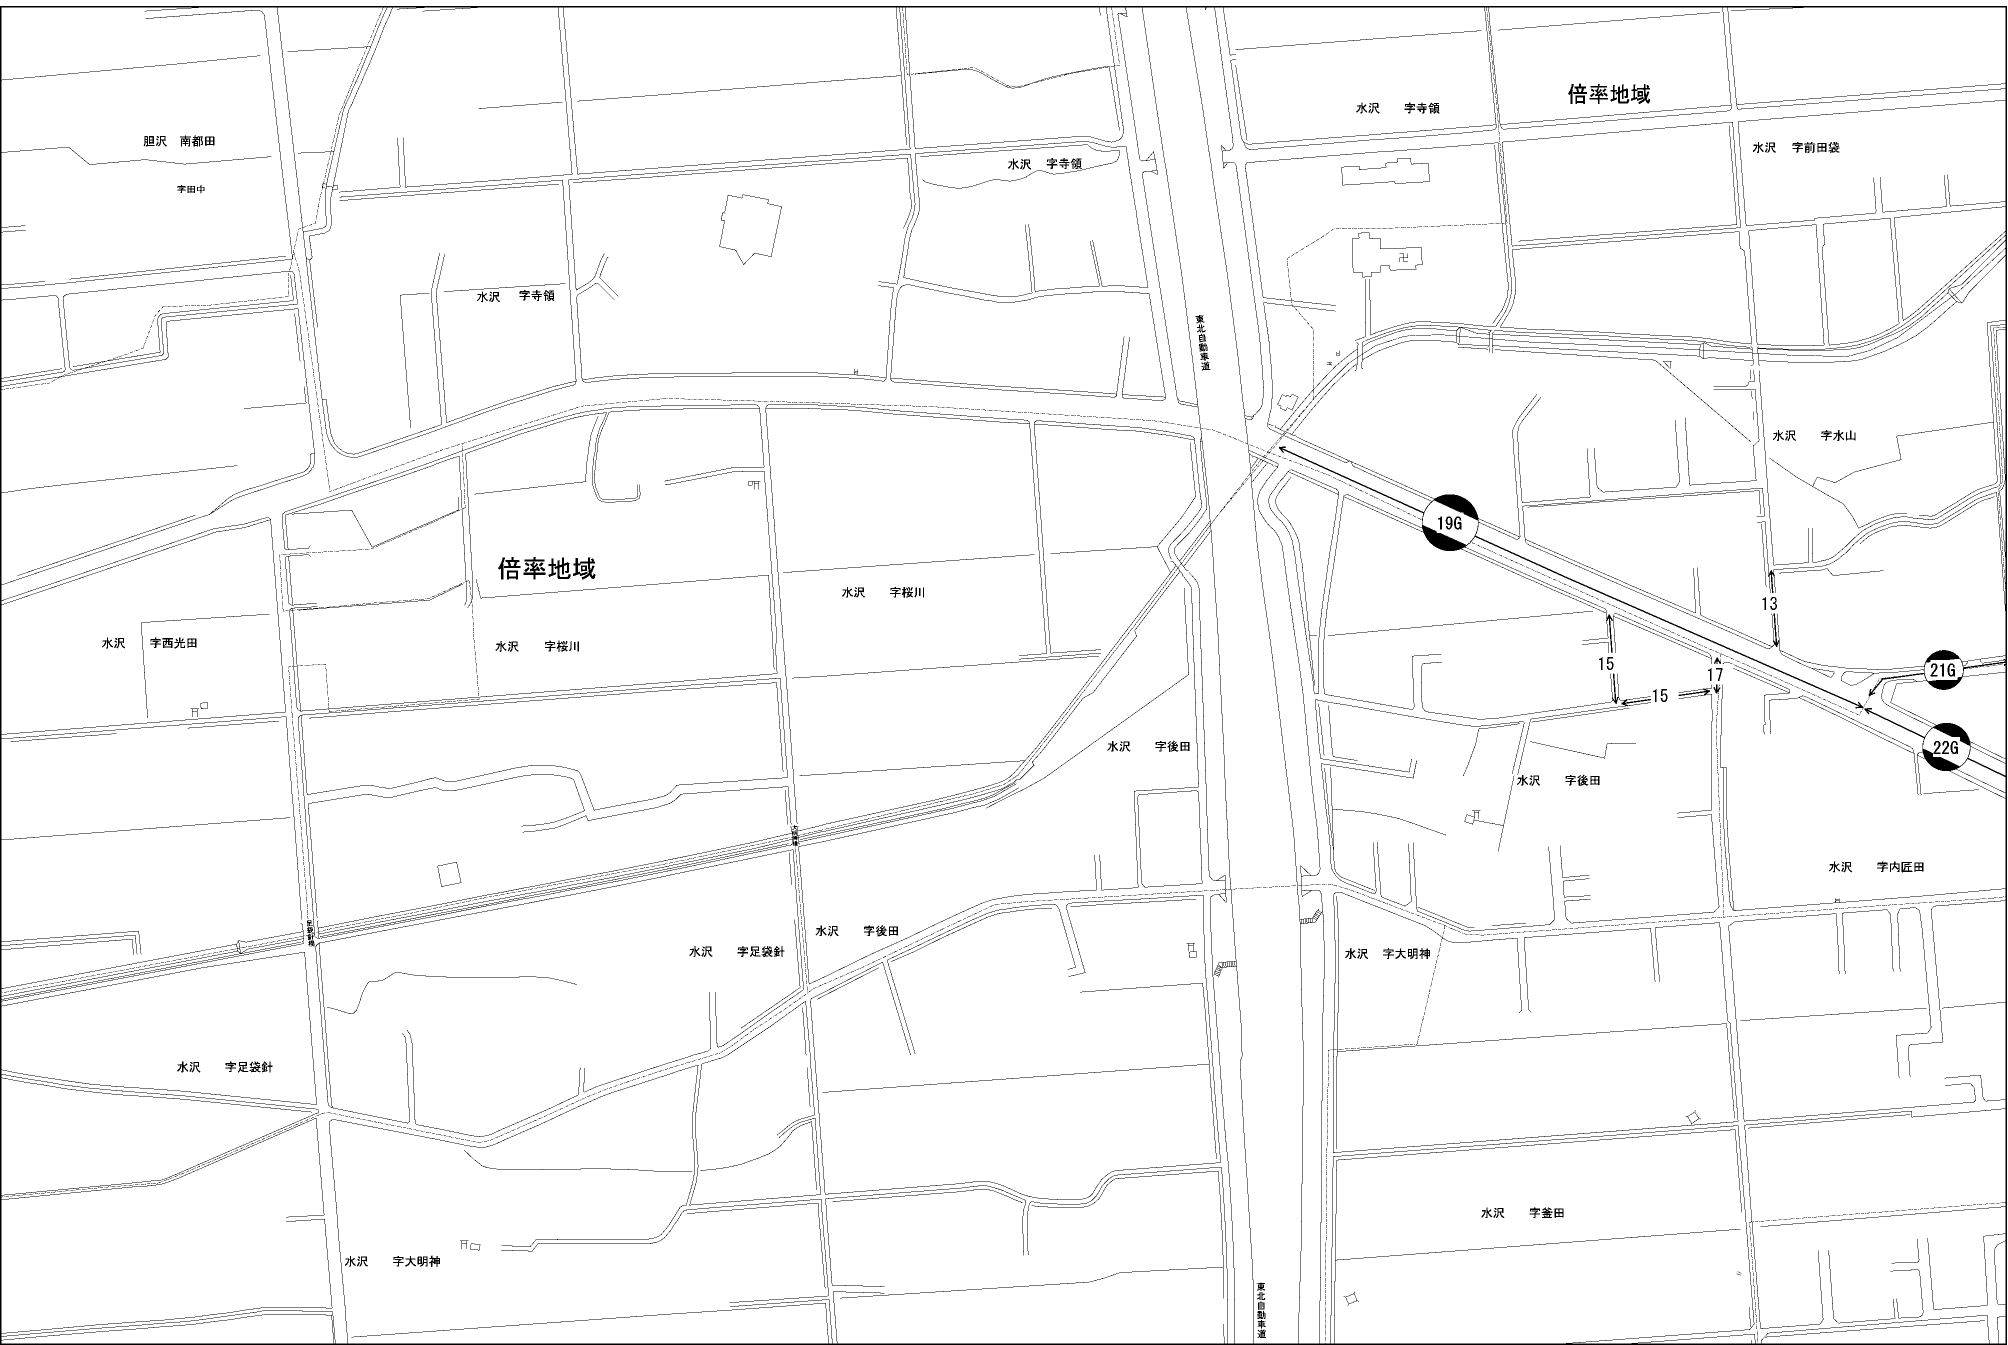 倍率地域
水沢　字寺領
胆沢　南都田
水沢　字前田袋
水沢　字寺領
字田中
卍
水沢　字寺領
東北自動車道
水沢　字水山
19G
倍率地域
水沢　字桜川
13
水沢　字西光田
水沢　字桜川
15
17
21G
15
水沢　字後田
22G
水沢　字後田
水沢　字内匠田
水沢　字後田
水沢　字足袋針
水沢　字大明神
足袋針橋
水沢　字足袋針
水沢　字釜田
水沢　字大明神
東北自動車道